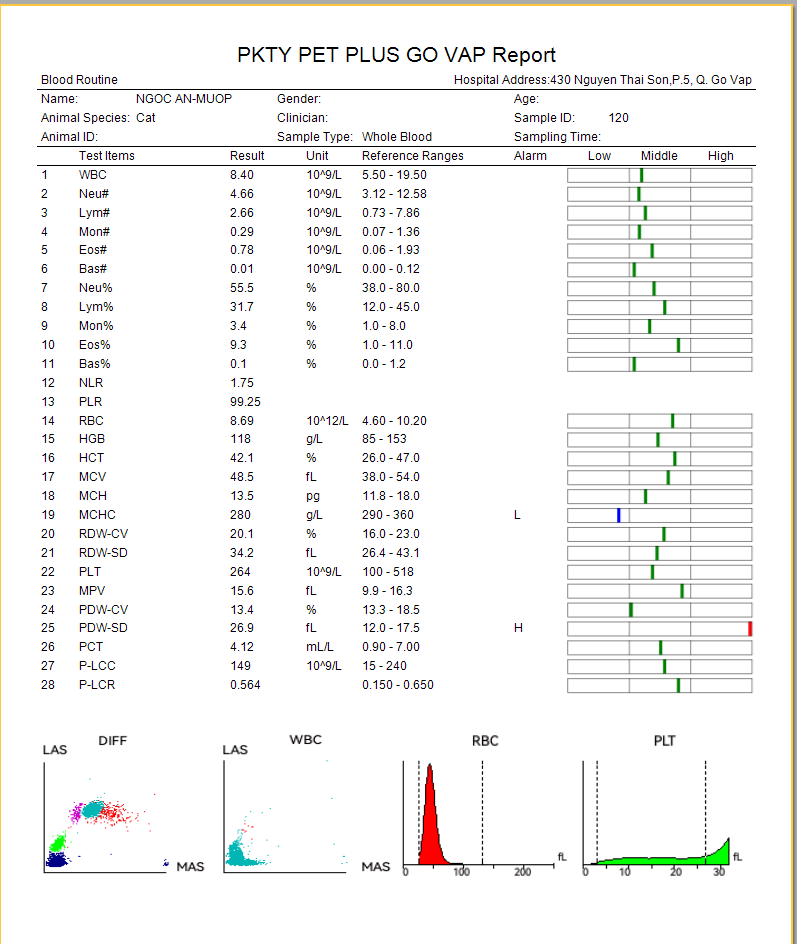 PKTY PET PLUS GO VAP Report
Blood Routine Hospital Address:430 Nguyen Thai Son,P.5, Q. Go Vap
Name: NGOC AN-MUOP Gender: Age:
Animal Species: Cat Clinician: Sample ID: 120
Animal ID: Sample Type: Whole Blood Sampling Time:
Test Items Result Unit Reference Ranges Alarm Low Middle High
1 WBC 8.40 10^9/L 5.50 - 19.50
2 Neu# 4.66 10^9/L 3.12 - 12.58
3 Lym# 2.66 10^9/L 0.73 - 7.86
4 Mon# 0.29 10^9/L 0.07 - 1.36
5 Eos# 0.78 10^9/L 0.06 - 1.93
6 Bas# 0.01 10^9/L 0.00 - 0.12
7 Neu% 55.5 % 38.0 - 80.0
8 Lym% 31.7 % 12.0 - 45.0
9 Mon% 3.4 % 1.0 - 8.0
10 Eos% 9.3 % 1.0 - 11.0
11 Bas% 0.1 % 0.0 - 1.2
12 NLR 1.75
13 PLR 99.25
14 RBC 8.69 10^12/L 4.60 - 10.20
15 HGB 118 g/L 85 - 153
16 HCT 42.1 % 26.0 - 47.0
17 MCV 48.5 fL 38.0 - 54.0
18 MCH 13.5 pg 11.8 - 18.0
19 MCHC 280 g/L 290 - 360 L
20 RDW-CV 20.1 % 16.0 - 23.0
21 RDW-SD 34.2 fL 26.4 - 43.1
22 PLT 264 10^9/L 100 - 518
23 MPV 15.6 fL 9.9 - 16.3
24 PDW-CV 13.4 % 13.3 - 18.5
25 PDW-SD 26.9 fL 12.0 - 17.5 H
26 PCT 4.12 mL/L 0.90 - 7.00
27 P-LCC 149 10^9/L 15 - 240
28 P-LCR 0.564 0.150 - 0.650
DIFF WBC RBC PLT
LAS LAS
MAS MAS fL fL
0 100 200 0 10 20 30